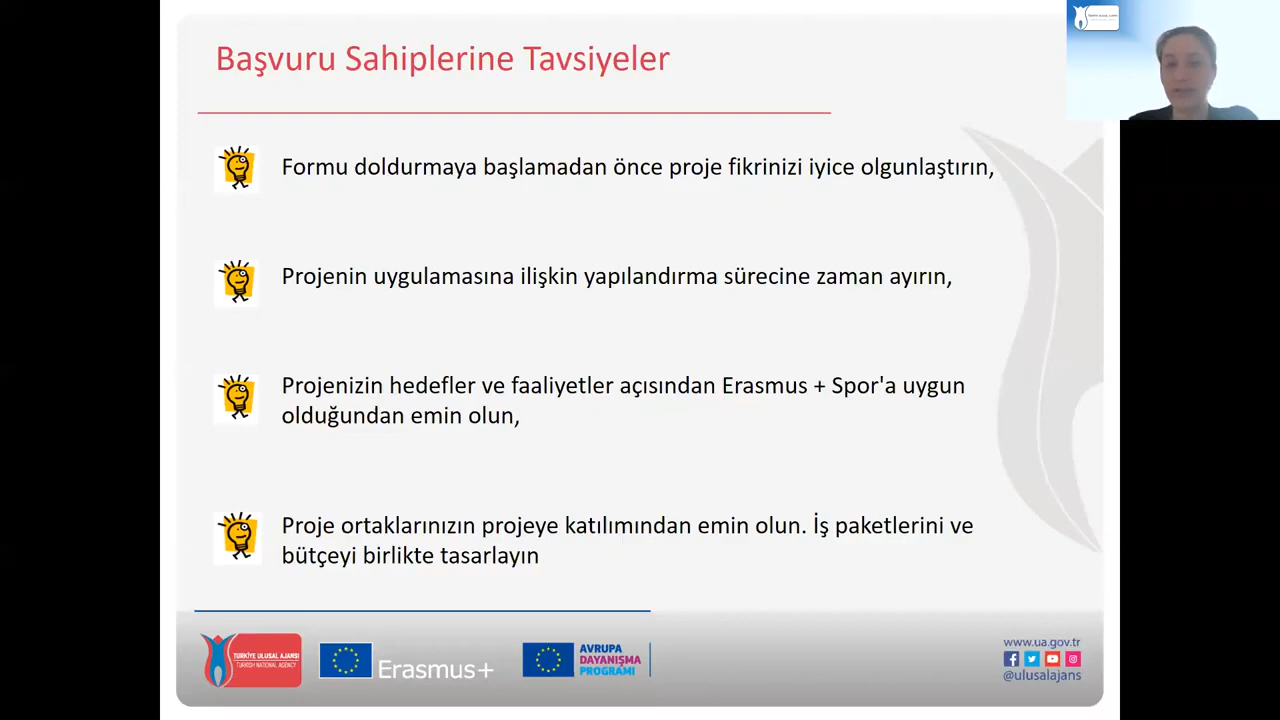 Başvuru Sahiplerine Tavsiyeler
Formu doldurmaya başlamadan önce proje fikrinizi iyice olgunlaştırın,
Projenin uygulamasına ilişkin yapılandırma sürecine zaman ayırın,
Projenizin hedefler ve faaliyetler açısından Erasmus + Spor'a uygun
olduğundan emin olun,
Proje ortaklarınızın projeye katılımından emin olun. İş paketlerini ve
bütçeyi birlikte tasarlayın
TÜRKİYE ULUSAL AJANSI
TURKISH NATIONAL AGENCY
Erasmus+
AVRUPA
DAYANIŞMA
PROGRAMI
www.ua.gov.tr
@ulusalajans